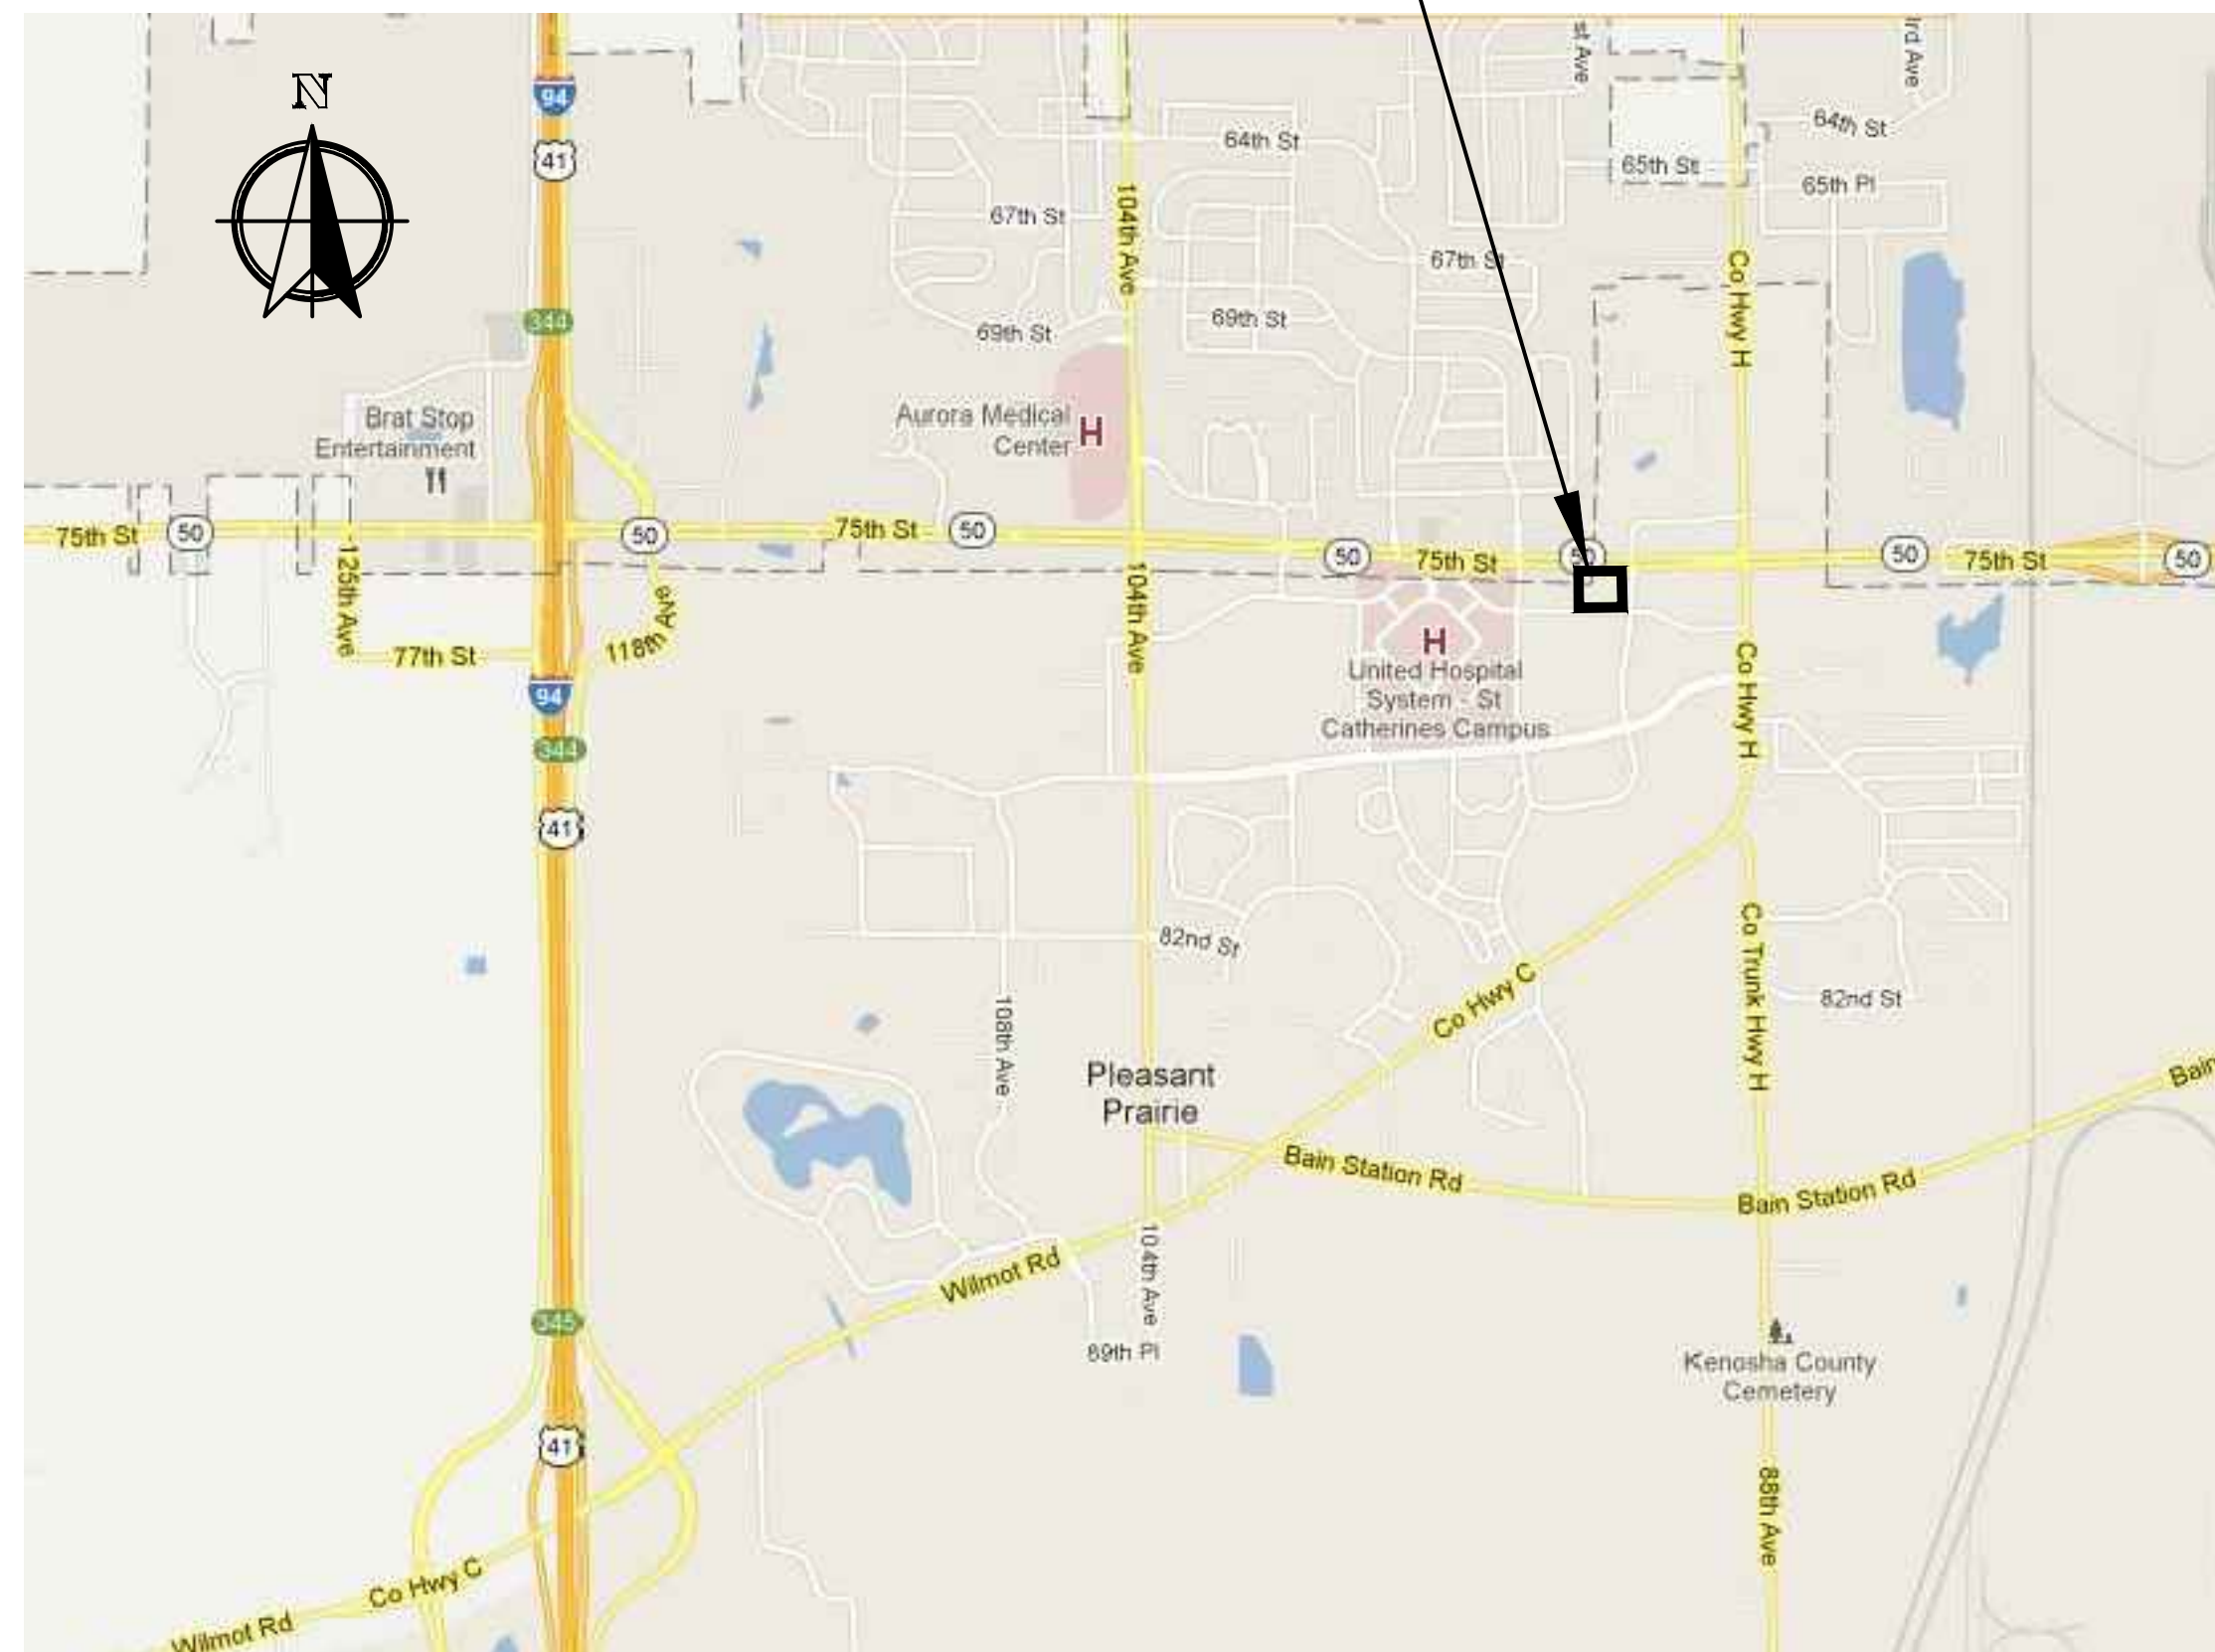 N
94
41
st Ave
rd Ave
64th St
64th St
65th St
65th Pl
67th St
104th Ave
Co Hwy H
67th St
344
69th St
69th St
Brat Stop
Entertainment
Aurora Medical
Center
H
75th St
50
50
75th St
50
50
75th St
50
50
75th St
50
125th Ave
77th St
118th Ave
104th Ave
H
United Hospital
System - St
Catherines Campus
Co Hwy H
94
344
41
82nd St
Co Hwy C
Co Trunk Hwy H
82nd St
108th Ave
Pleasant
Prairie
Bain
Bain Station Rd
Bain Station Rd
Wilmot Rd
104th Ave
345
89th Pl
Kenosha County
Cemetery
41
88th Ave
Co Hwy C
Wilmot Rd